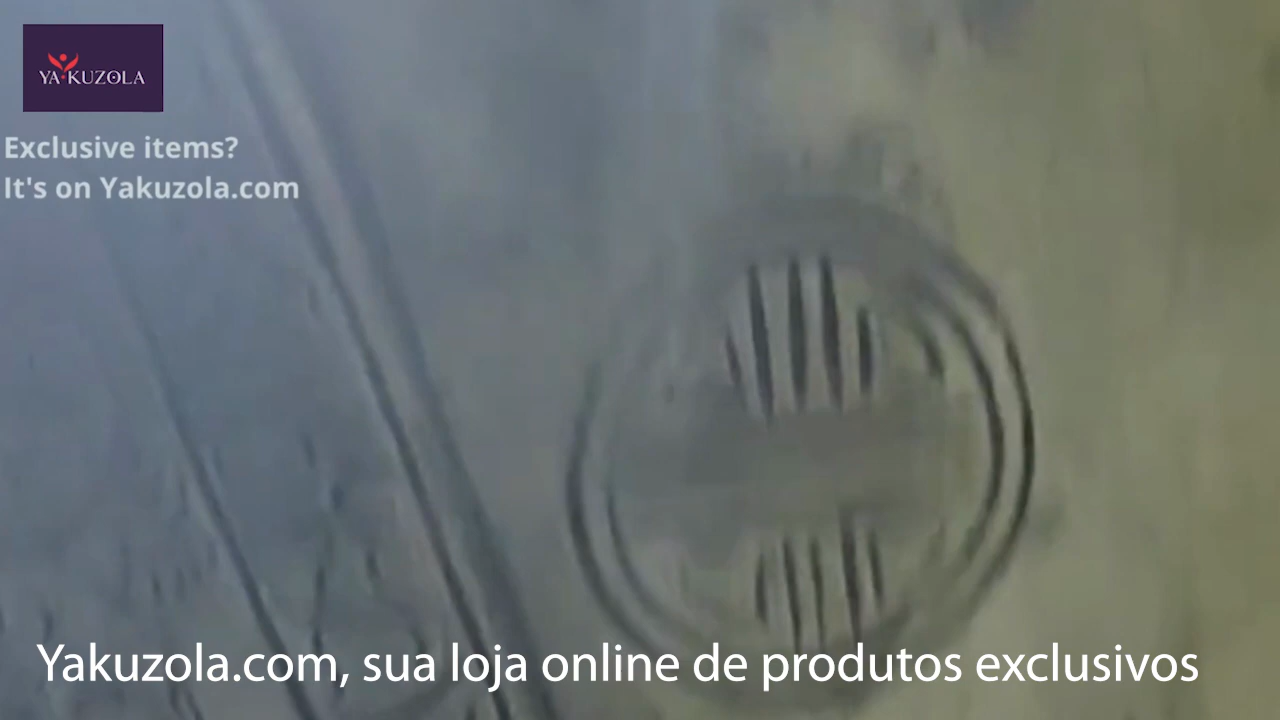 YAKUZOLA
Exclusive items?
It's on Yakuzola.com
Yakuzola.com, sua loja online de produtos exclusivos